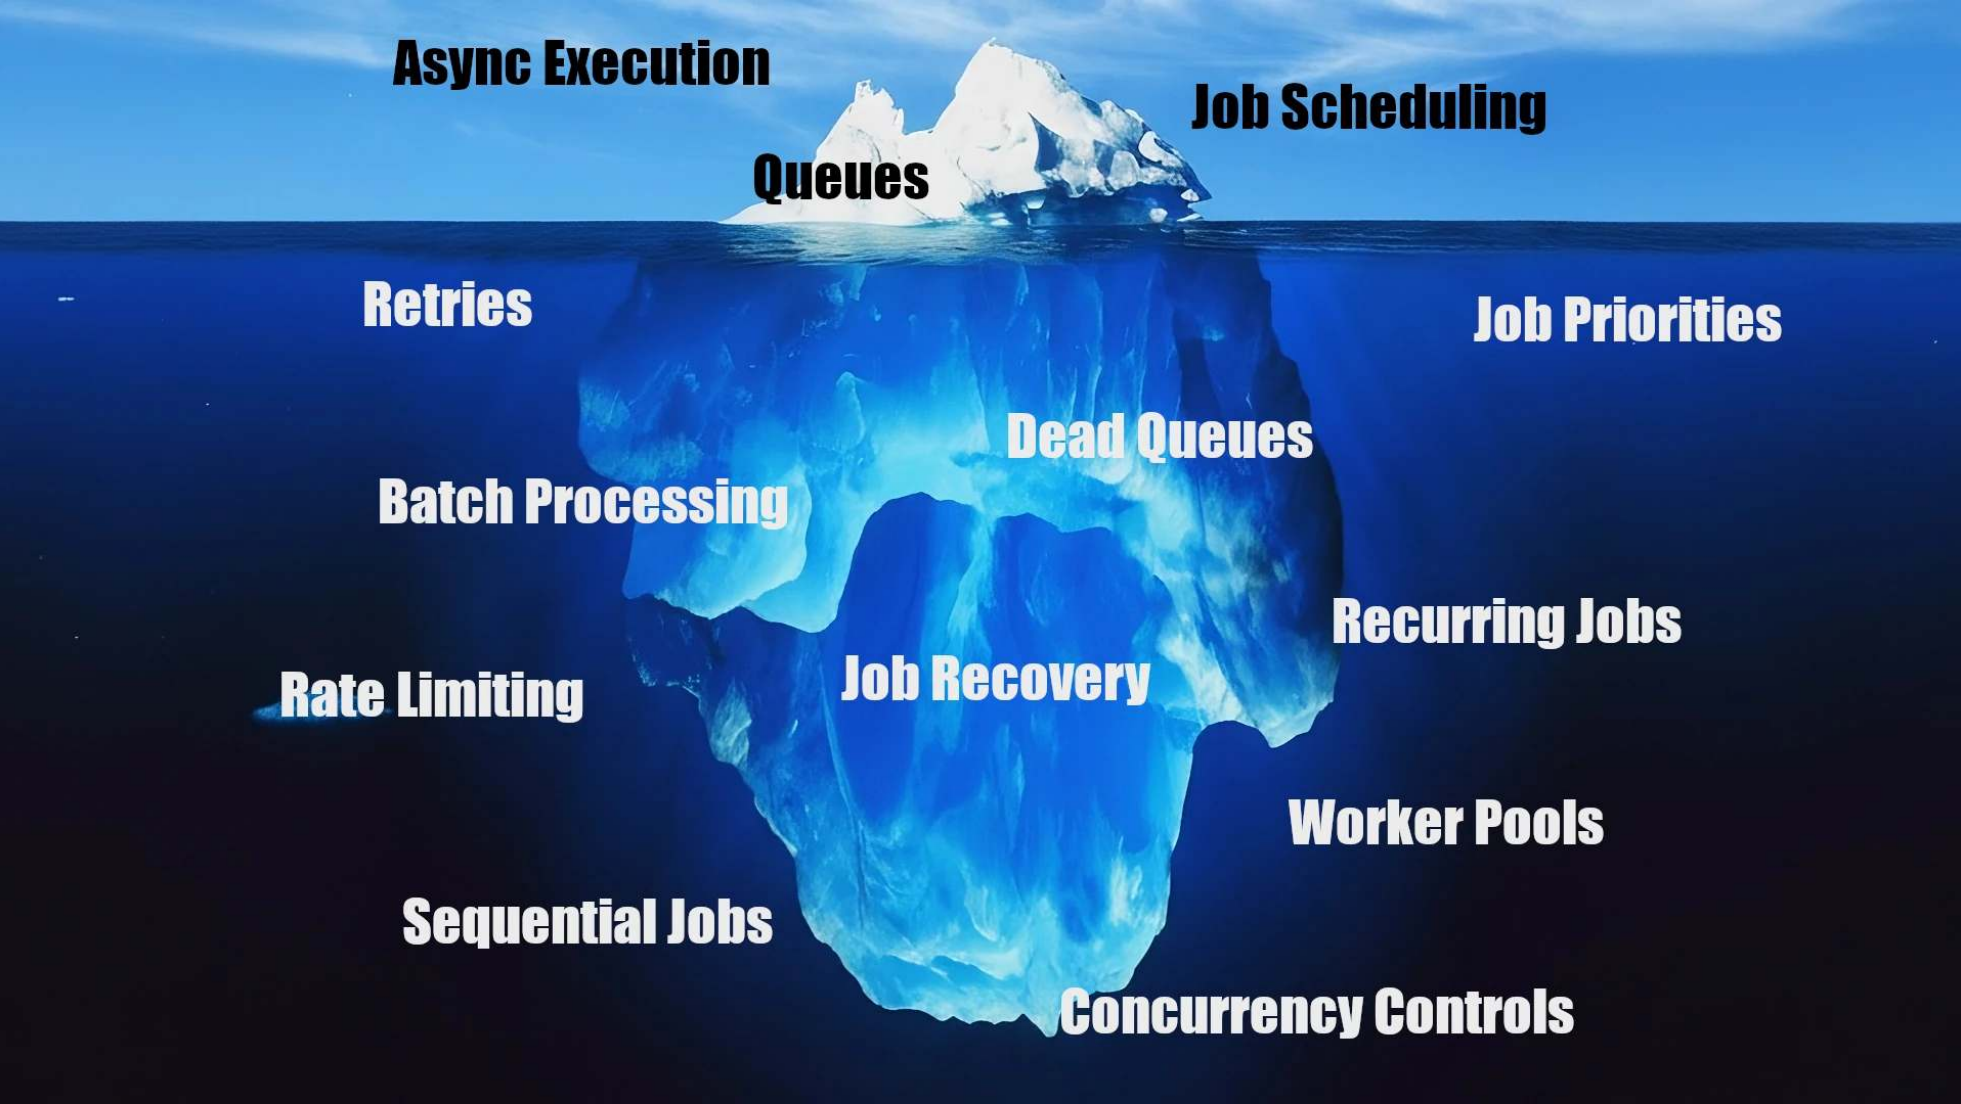 Async Execution
Job Scheduling
Queues
Retries
Job Priorities
Dead Queues
Batch Processing
Recurring Jobs
Job Recovery
Rate Limiting
Worker Pools
Sequential Jobs
Concurrency Controls